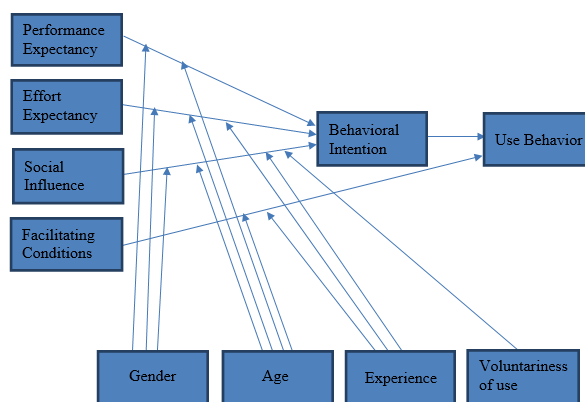 Performance
Expectancy
Effort
Expectancy
Behavioral
Intention
Use Behavior
Social
Influence
Facilitating
Conditions
Gender
Age
Experience
Voluntariness
of use